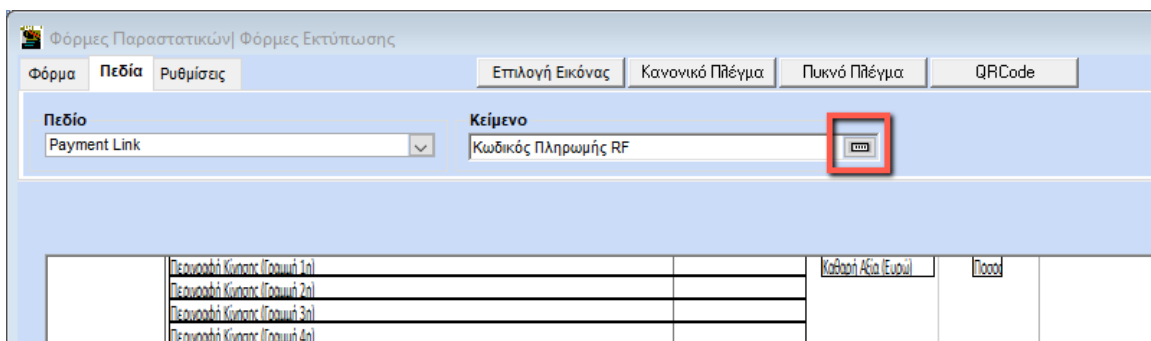 Φόρμες Παραστατικών| Φόρμες Εκτύπωσης
Φόρμα Πεδία Ρυθμίσεις Επιλογή Εικόνας Κανονικό Πλέγμα Πυκνό Πλέγμα QRCode
Πεδίο Κείμενο
Payment Link Κωδικός Πληρωμής RF
Περιγραφή Κίνησης (Γραμμή 1η) Καθαρή Αξία (Ευρώ) Ποσοσ
Περιγραφή Κίνησης (Γραμμή 2η)
Περιγραφή Κίνησης (Γραμμή 3η)
Περιγραφή Κίνησης (Γραμμή 4η)